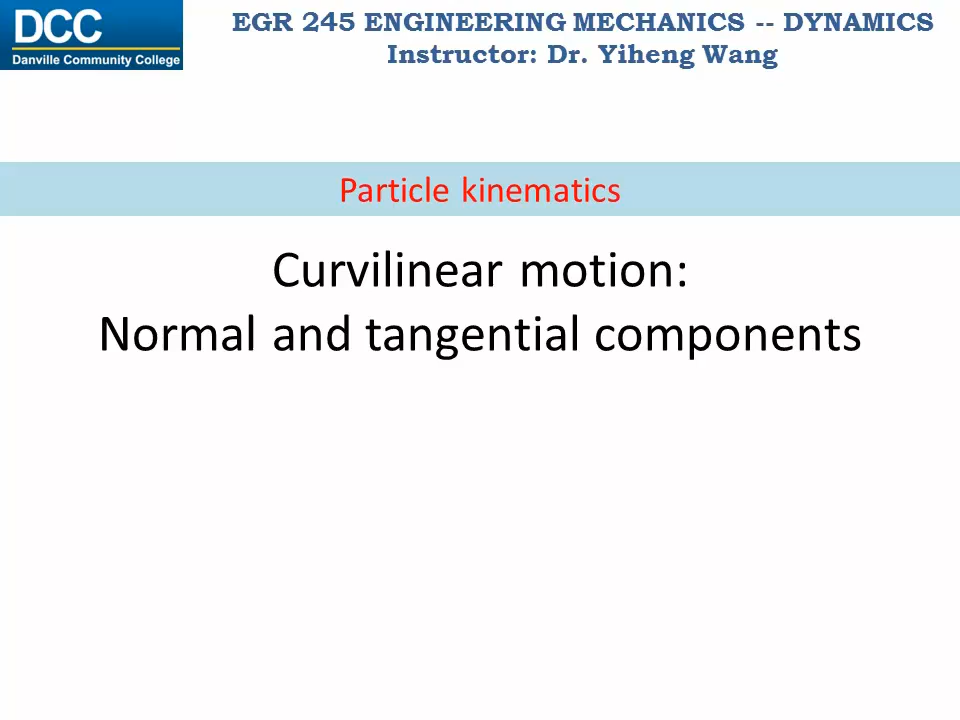 DCC
Danville Community College
EGR 245 ENGINEERING MECHANICS -- DYNAMICS
Instructor: Dr. Yiheng Wang
Particle kinematics
Curvilinear motion:
Normal and tangential components